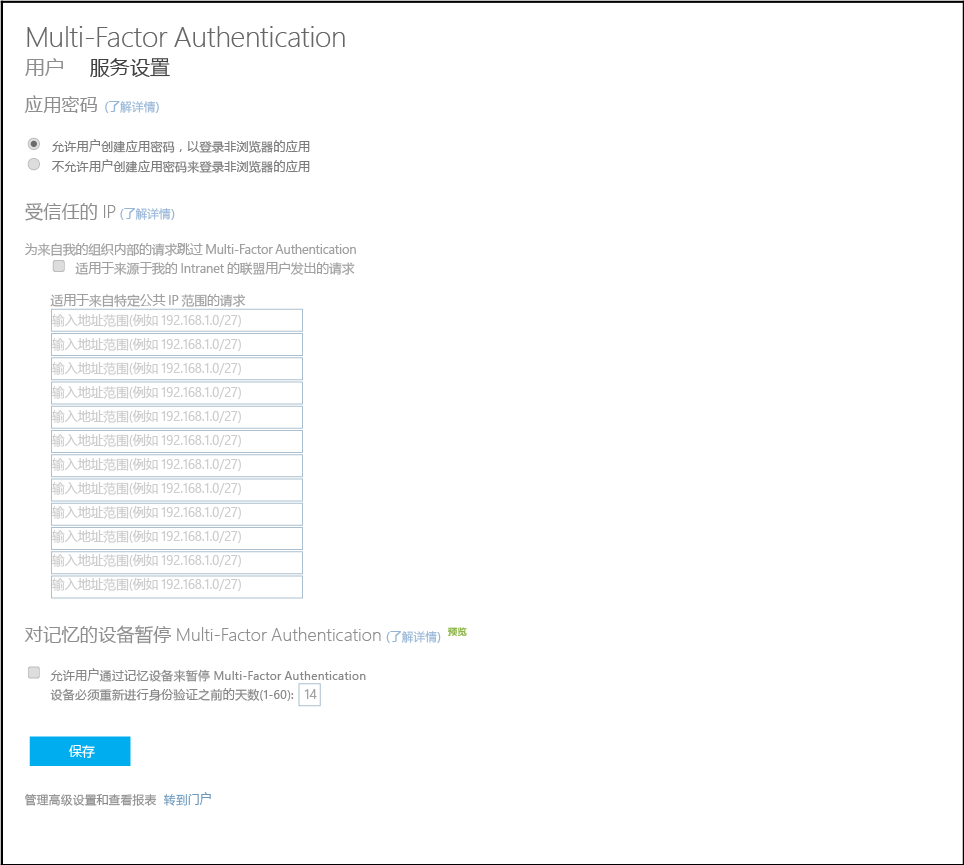 Multi-Factor Authentication
用户 服务设置
应用密码 (了解详情)
允许用户创建应用密码，以登录非浏览器的应用
不允许用户创建应用密码来登录非浏览器的应用
受信任的 IP (了解详情)
为来自我的组织内部的请求跳过 Multi-Factor Authentication
适用于来源于我的 Intranet 的联盟用户发出的请求
适用于来自特定公共 IP 范围的请求
输入地址范围(例如 192.168.1.0/27)
输入地址范围(例如 192.168.1.0/27)
输入地址范围(例如 192.168.1.0/27)
输入地址范围(例如 192.168.1.0/27)
输入地址范围(例如 192.168.1.0/27)
输入地址范围(例如 192.168.1.0/27)
输入地址范围(例如 192.168.1.0/27)
输入地址范围(例如 192.168.1.0/27)
输入地址范围(例如 192.168.1.0/27)
输入地址范围(例如 192.168.1.0/27)
输入地址范围(例如 192.168.1.0/27)
输入地址范围(例如 192.168.1.0/27)
对记忆的设备暂停 Multi-Factor Authentication (了解详情) 预览
允许用户通过记忆设备来暂停 Multi-Factor Authentication
设备必须重新进行身份验证之前的天数(1-60): 14
保存
管理高级设置和查看报表 转到门户